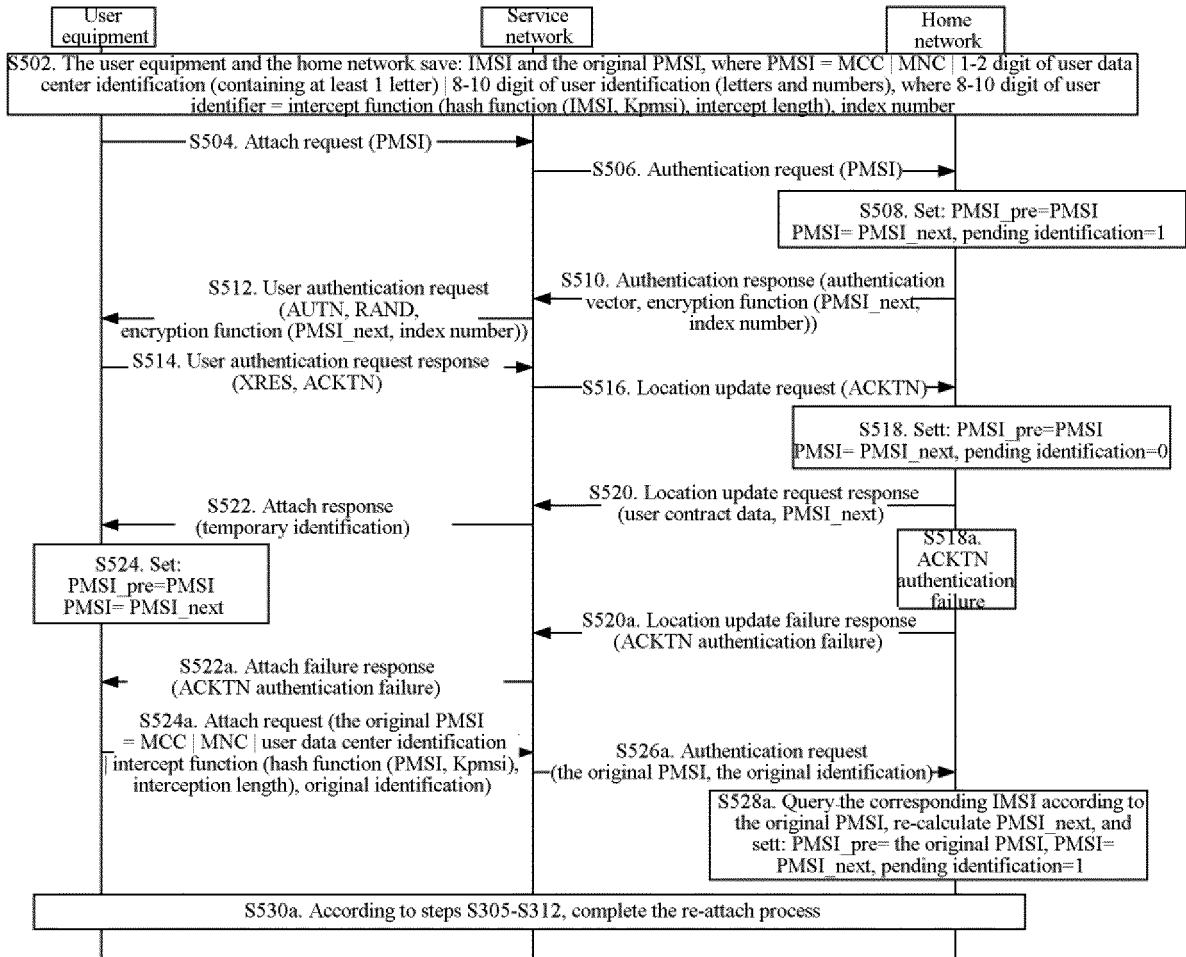 User
equipment
Service
network
Home
network
S502. The user equipment and the home network save: IMSI and the original PMSI, where PMSI = MCC | MNC | 1-2 digit of user data
center identification (containing at least 1 letter) | 8-10 digit of user identification (letters and numbers), where 8-10 digit of user
identifier = intercept function (hash function (IMSI, Kpmsi), intercept length), index number
S504. Attach request (PMSI)
S506. Authentication request (PMSI)
S508. Set: PMSI_pre=PMSI
PMSI= PMSI_next, pending identification=1
S510. Authentication response (authentication
vector, encryption function (PMSI_next,
index number))
S512. User authentication request
(AUTN, RAND,
encryption function (PMSI_next, index number))
S514. User authentication request response
(XRES, ACKTN)
S516. Location update request (ACKTN)
S518. Sett: PMSI_pre=PMSI
PMSI= PMSI_next, pending identification=0
S520. Location update request response
(user contract data, PMSI_next)
S522. Attach response
(temporary identification)
S518a.
ACKTN
authentication
failure
S524. Set:
PMSI_pre=PMSI
PMSI= PMSI_next
S520a. Location update failure response
(ACKTN authentication failure)
S522a. Attach failure response
(ACKTN authentication failure)
S524a. Attach request (the original PMSI
= MCC | MNC | user data center identification
| intercept function (hash function (PMSI, Kpmsi),
interception length), original identification)
S526a. Authentication request
(the original PMSI, the original identification)
S528a. Query the corresponding IMSI according to
the original PMSI, re-calculate PMSI_next, and
sett: PMSI_pre= the original PMSI, PMSI=
PMSI_next, pending identification=1
S530a. According to steps S305-S312, complete the re-attach process